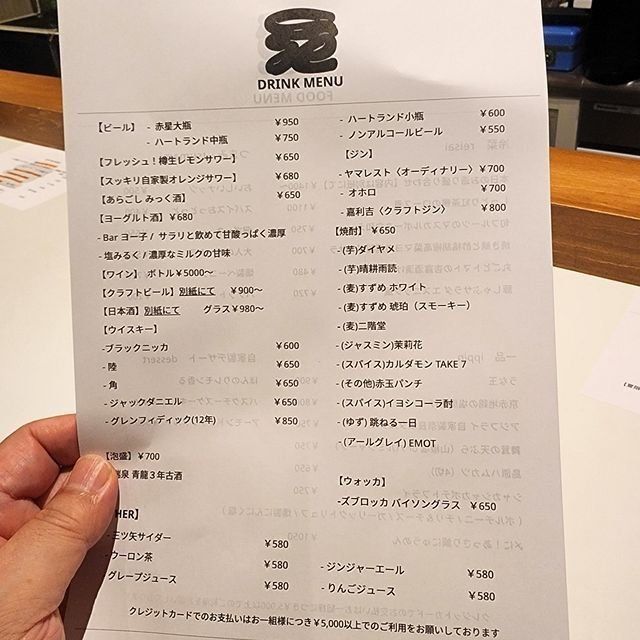 DRINK MENU
【ビール】 - 赤星大瓶 ￥950
- ハートランド中瓶 ￥750
【フレッシュ！樽生レモンサワー】 ￥650
【スッキリ自家製オレンジサワー】 ￥680
【あらごし みっく酒】 ￥650
【ヨーグルト酒】￥680
- Bar ヨー子 / サラリと飲めて甘酸っぱく濃厚
- 塩みるく / 濃厚なミルクの甘味
【ワイン】 ボトル￥5000～
【クラフトビール】別紙にて ￥900～
【日本酒】別紙にて グラス￥980～
【ウイスキー】
- ブラックニッカ ￥600
- 陸 ￥650
- 角 ￥650
- ジャックダニエル ￥650
- グレンフィディック(12年) ￥850
【泡盛】￥700
瑞泉 青龍３年古酒
HER】
- 三ツ矢サイダー ￥580
- ウーロン茶 ￥580
グレープジュース ￥580
- ハートランド小瓶 ￥600
- ノンアルコールビール ￥550
【ジン】
- ヤマレスト〈オーディナリー〉 ￥700
- オホロ ￥700
- 嘉利吉〈クラフトジン〉 ￥800
【焼酎】￥650
- (芋)ダイヤメ
- (芋)晴耕雨読
- (麦)すずめ ホワイト
- (麦)すずめ 琥珀（スモーキー）
- (麦)二階堂
- (ジャスミン)茉莉花
- (スパイス)カルダモン TAKE 7
- (その他)赤玉パンチ
- (スパイス)イヨシコーラ酎
- (ゆず) 跳ねる一日
- (アールグレイ) EMOT
【ウォッカ】
-ズブロッカ バイソングラス ￥650
- ジンジャーエール ￥580
- りんごジュース ￥580
クレジットカードでのお支払いはお一組様につき￥5,000以上でのご利用をお願いしております